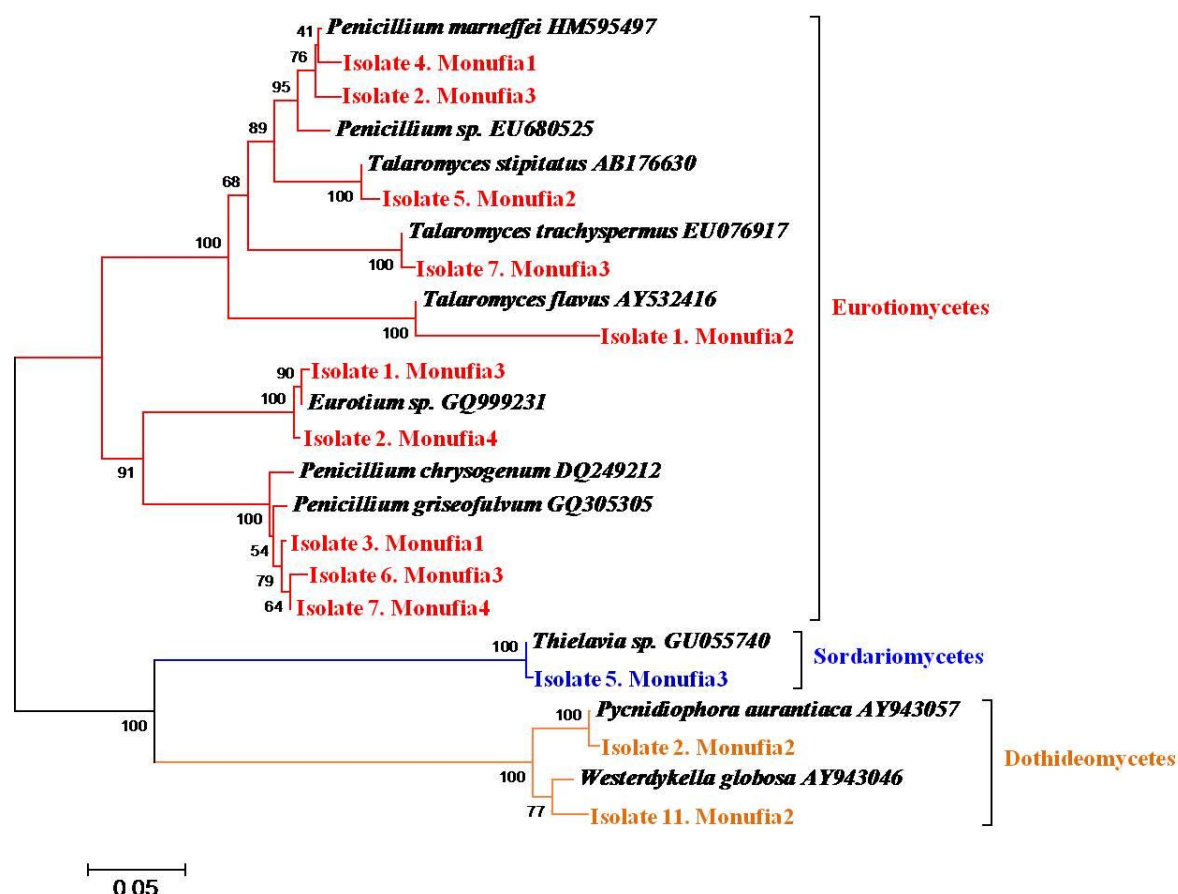 41
Penicillium marneffei HM595497
76
Isolate 4. Monufia1
95
Isolate 2. Monufia3
89
Penicillium sp. EU680525
Talaromyces stipitatus AB176630
68
100
Isolate 5. Monufia2
Talaromyces trachyspermus EU076917
100
100
Isolate 7. Monufia3
Talaromyces flavus AY532416
Eurotiomycetes
100
Isolate 1. Monufia2
90
Isolate 1. Monufia3
100
Eurotium sp. GQ999231
Isolate 2. Monufia4
91
Penicillium chrysogenum DQ249212
Penicillium griseofulvum GQ305305
100
Isolate 3. Monufia1
54
Isolate 6. Monufia3
79
64
Isolate 7. Monufia4
100
Thielavia sp. GU055740
Sordariomycetes
Isolate 5. Monufia3
100
100
Pycnidiophora aurantiaca AY943057
Isolate 2. Monufia2
Dothideomycetes
100
Westerdykella globosa AY943046
77
Isolate 11. Monufia2
0.05